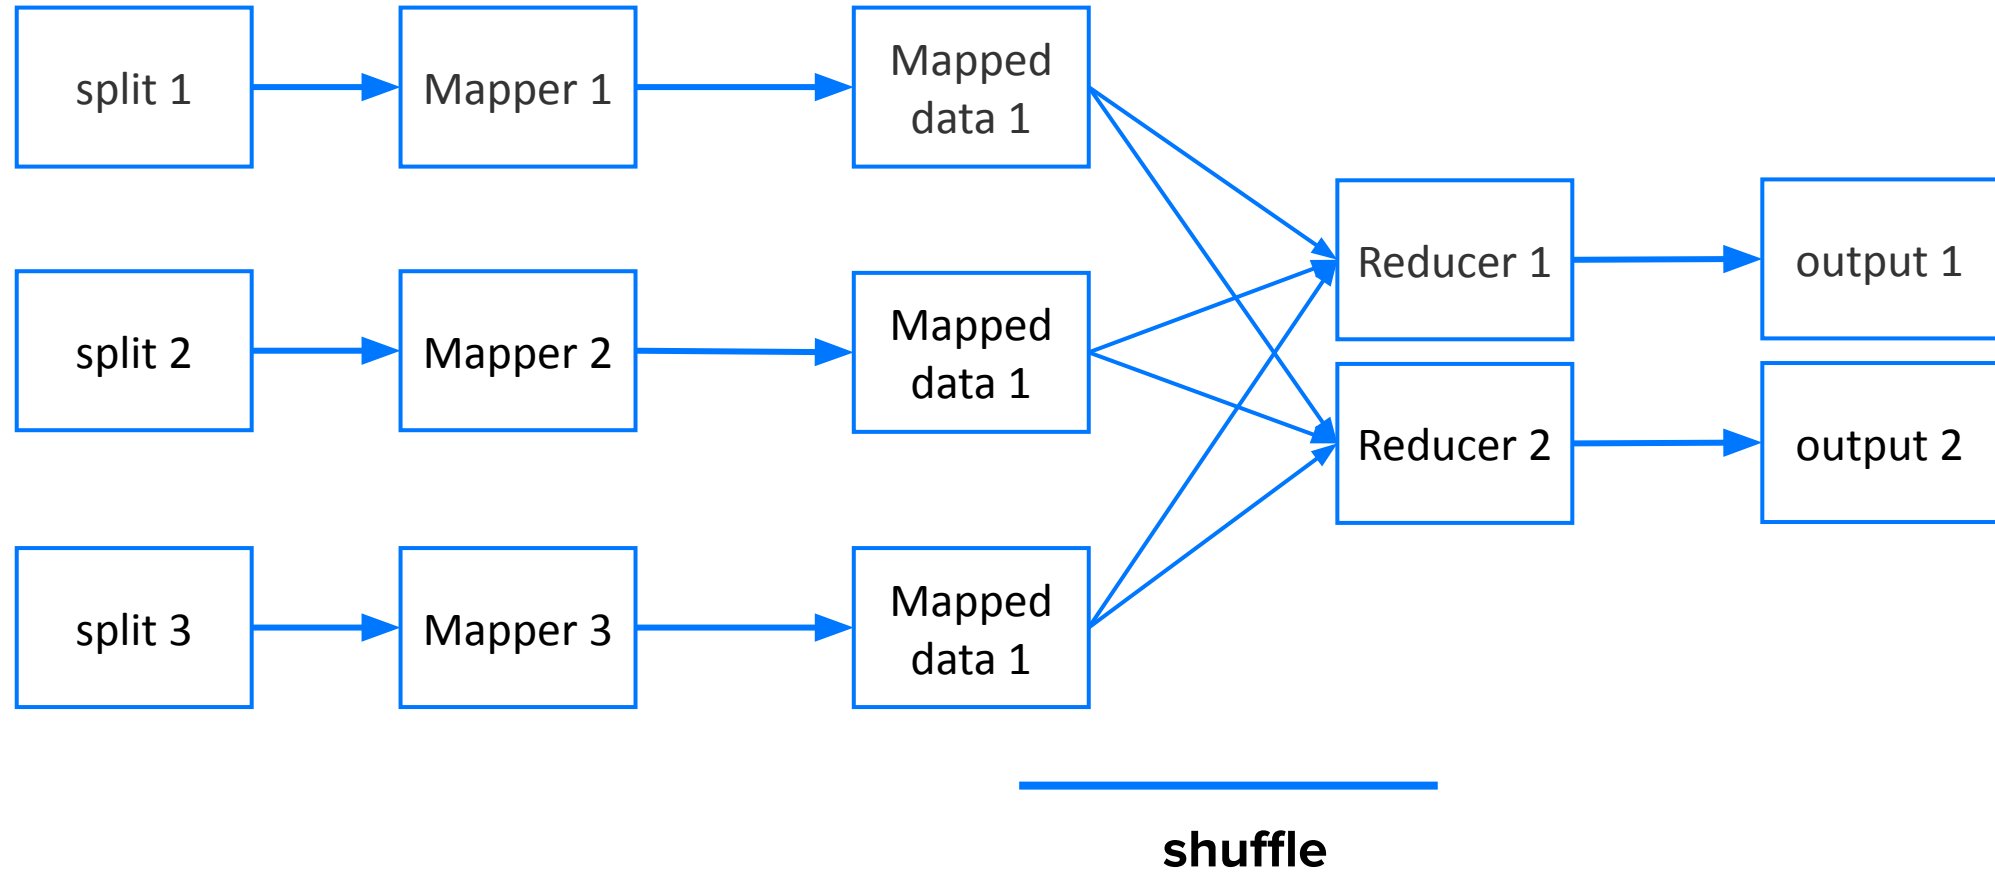 split 1
Mapper 1
Mapped
data 1
split 2
Mapper 2
Mapped
data 1
split 3
Mapper 3
Mapped
data 1
Reducer 1
output 1
Reducer 2
output 2
shuffle